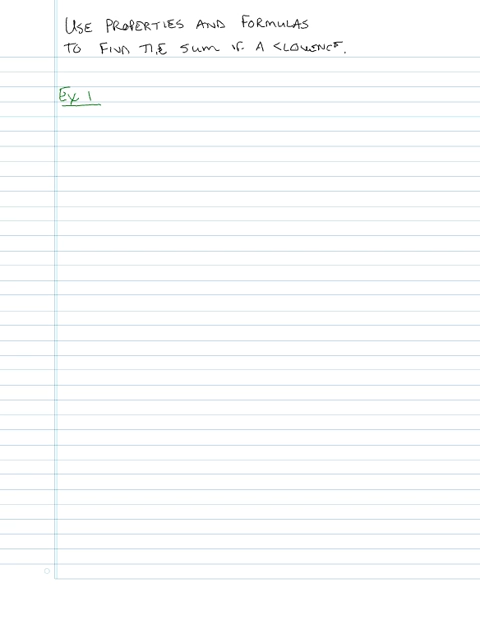 USE PROPERTIES AND FORMULAS
TO FIND THE SUM OF A SEQUENCE.
Ex 1